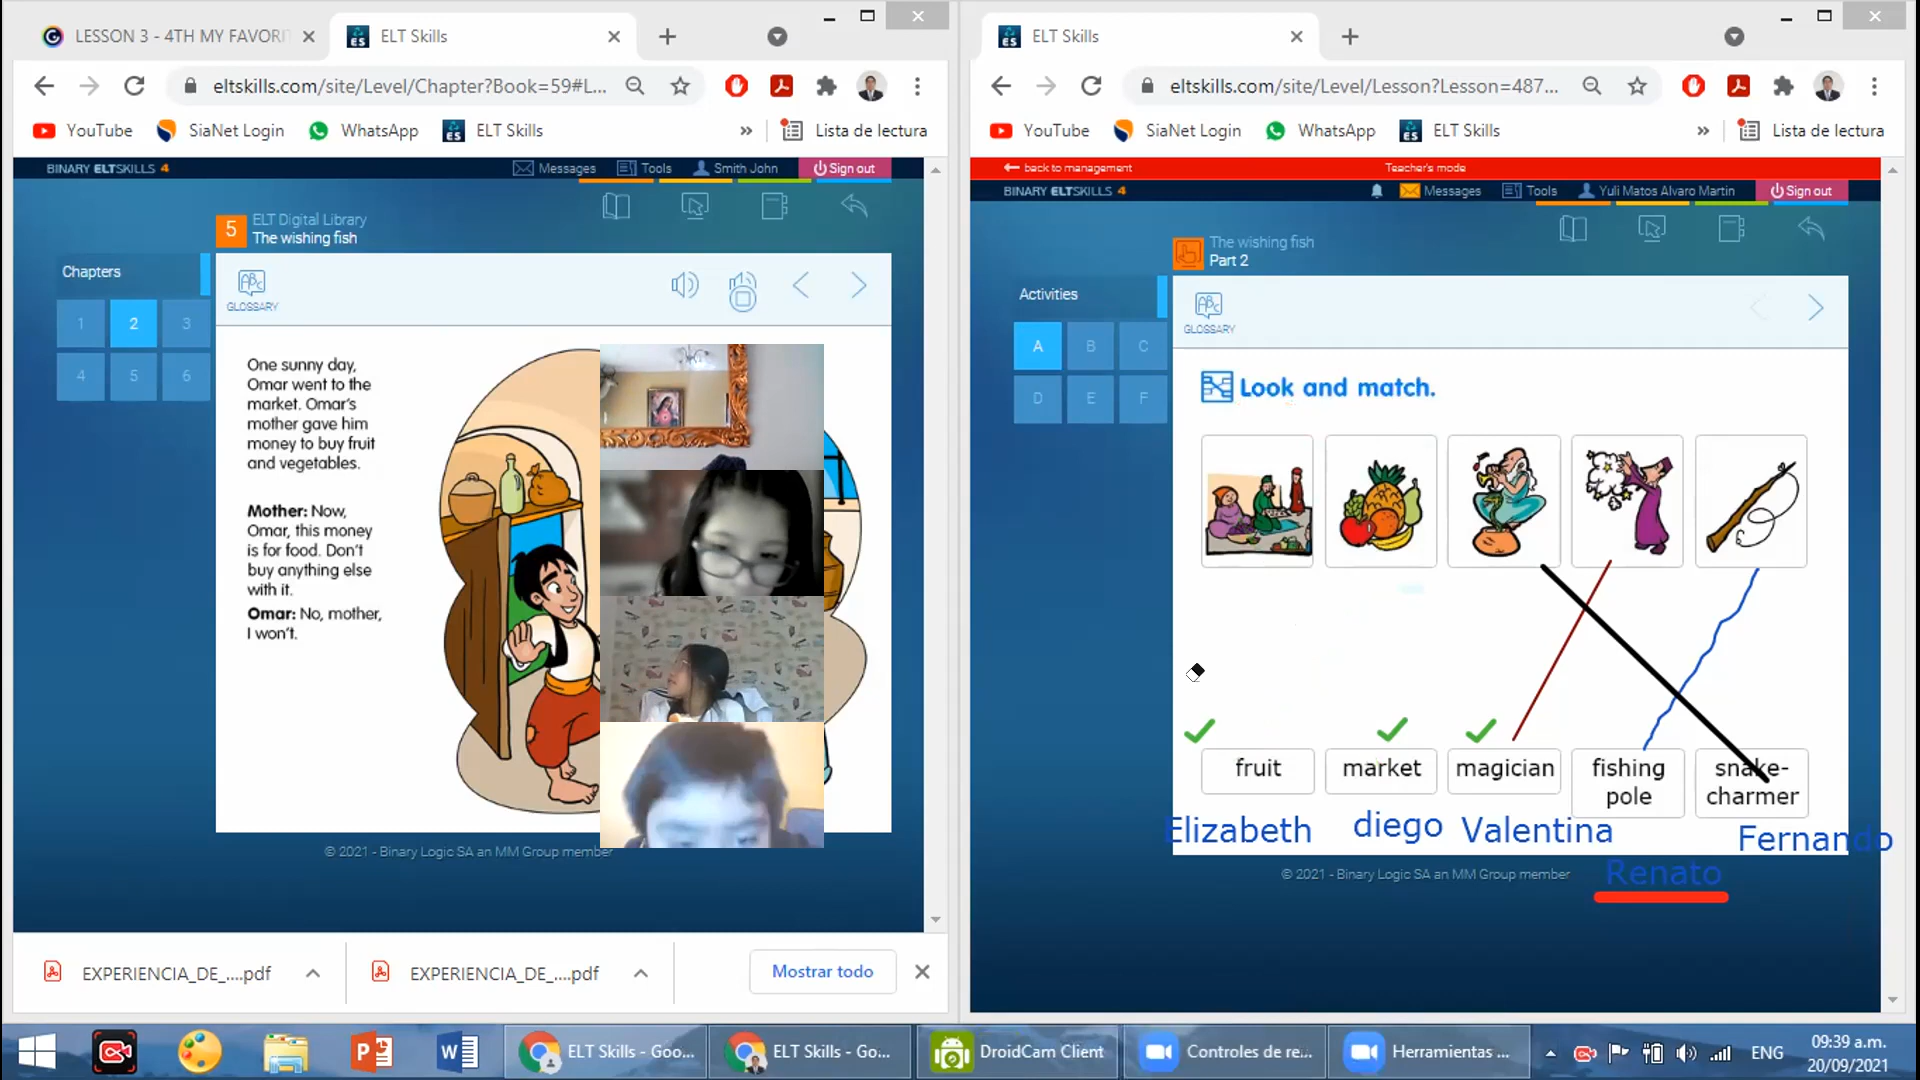 LESSON 3 - 4TH MY FAVORI
ELT Skills
eltskills.com/site/Level/Chapter?Book=59#L...
YouTube
SiaNet Login
WhatsApp
ELT Skills
»
Lista de lectura
BINARY ELTSKILLS 4
Messages
Tools
Smith John
Sign out
5
ELT Digital Library
The wishing fish
Chapters
1 2 3
4 5 6
GLOSSARY
One sunny day,
Omar went to the
market. Omar's
mother gave him
money to buy fruit
and vegetables.
Mother: Now,
Omar, this money
is for food. Don't
buy anything else
with it.
Omar: No, mother,
I won't.
© 2021 - Binary Logic SA an MM Group member
EXPERIENCIA_DE_....pdf
EXPERIENCIA_DE_....pdf
Mostrar todo
ELT Skills
eltskills.com/site/Level/Lesson?Lesson=487...
YouTube
SiaNet Login
WhatsApp
ELT Skills
»
Lista de lectura
back to management
Teacher's mode
BINARY ELTSKILLS 4
Messages
Tools
Yuli Matos Alvaro Martin
Sign out
The wishing fish
Part 2
Activities
A B C
D E F
GLOSSARY
Look and match.
fruit
market
magician
fishing
pole
snake-
charmer
Elizabeth
diego
Valentina
Fernando
Renato
© 2021 - Binary Logic SA an MM Group member
ELT Skills - Goo...
ELT Skills - Go...
DroidCam Client
Controles de re...
Herramientas ...
ENG
09:39 a.m.
20/09/2021